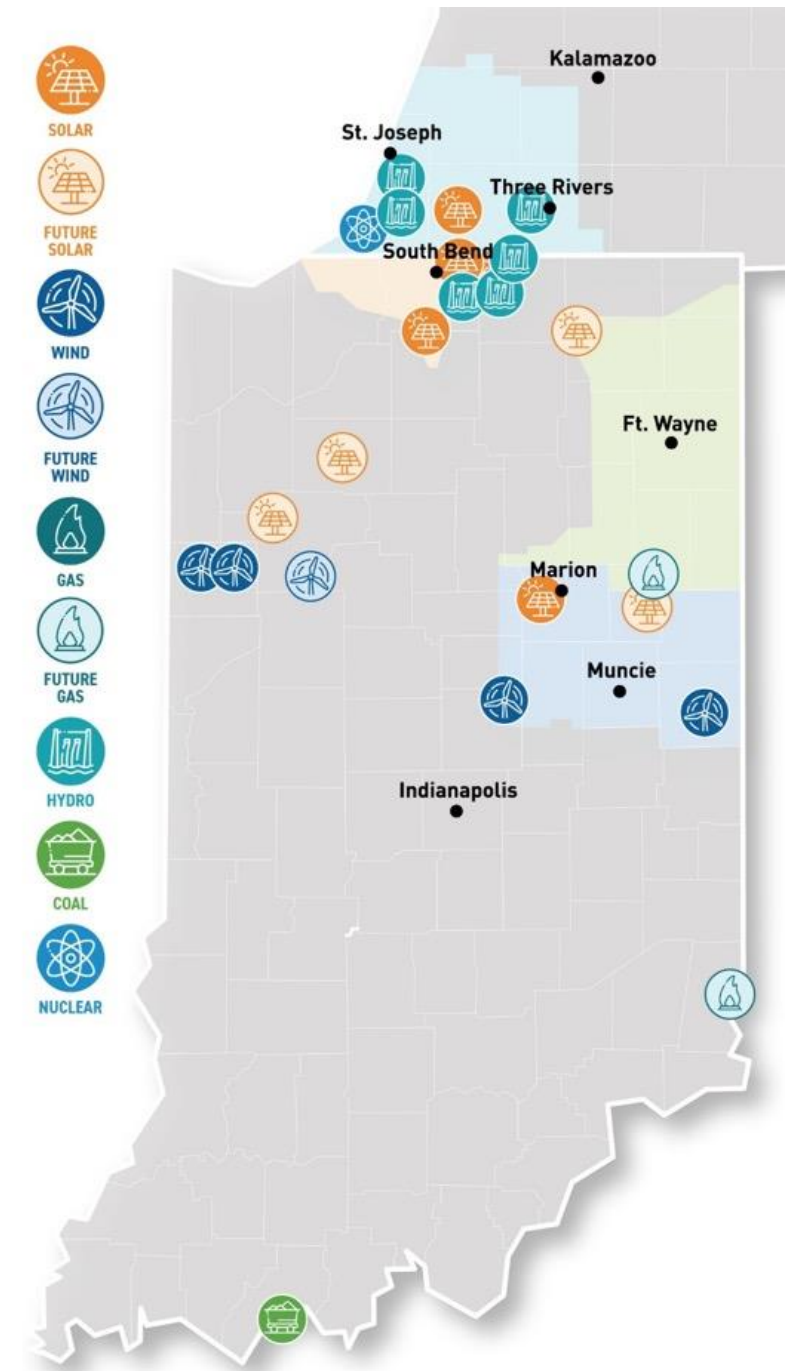 SOLAR
FUTURE
SOLAR
WIND
FUTURE
WIND
GAS
FUTURE
GAS
HYDRO
COAL
NUCLEAR
Kalamazoo
St. Joseph
Three Rivers
South Bend
Ft. Wayne
Marion
Muncie
Indianapolis